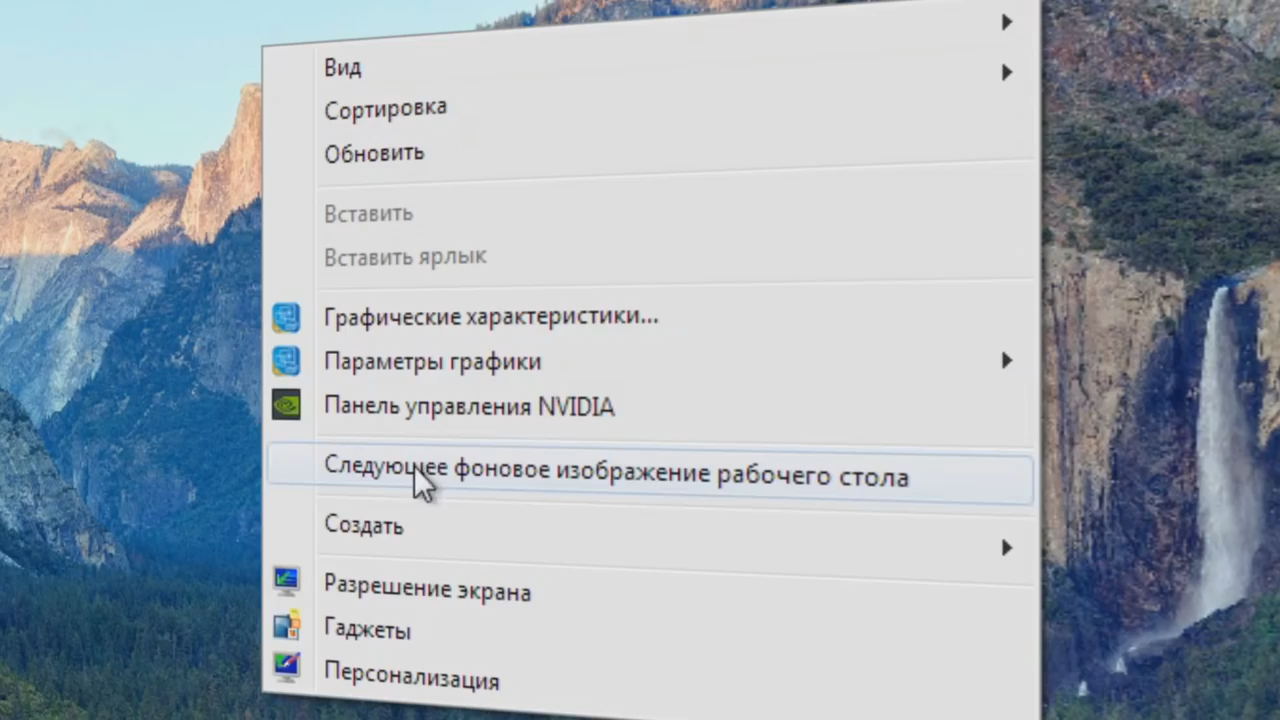 Вид
Сортировка
Обновить
Вставить
Вставить ярлык
Графические характеристики...
Параметры графики
Панель управления NVIDIA
Следующее фоновое изображение рабочего стола
Создать
Разрешение экрана
Гаджеты
Персонализация